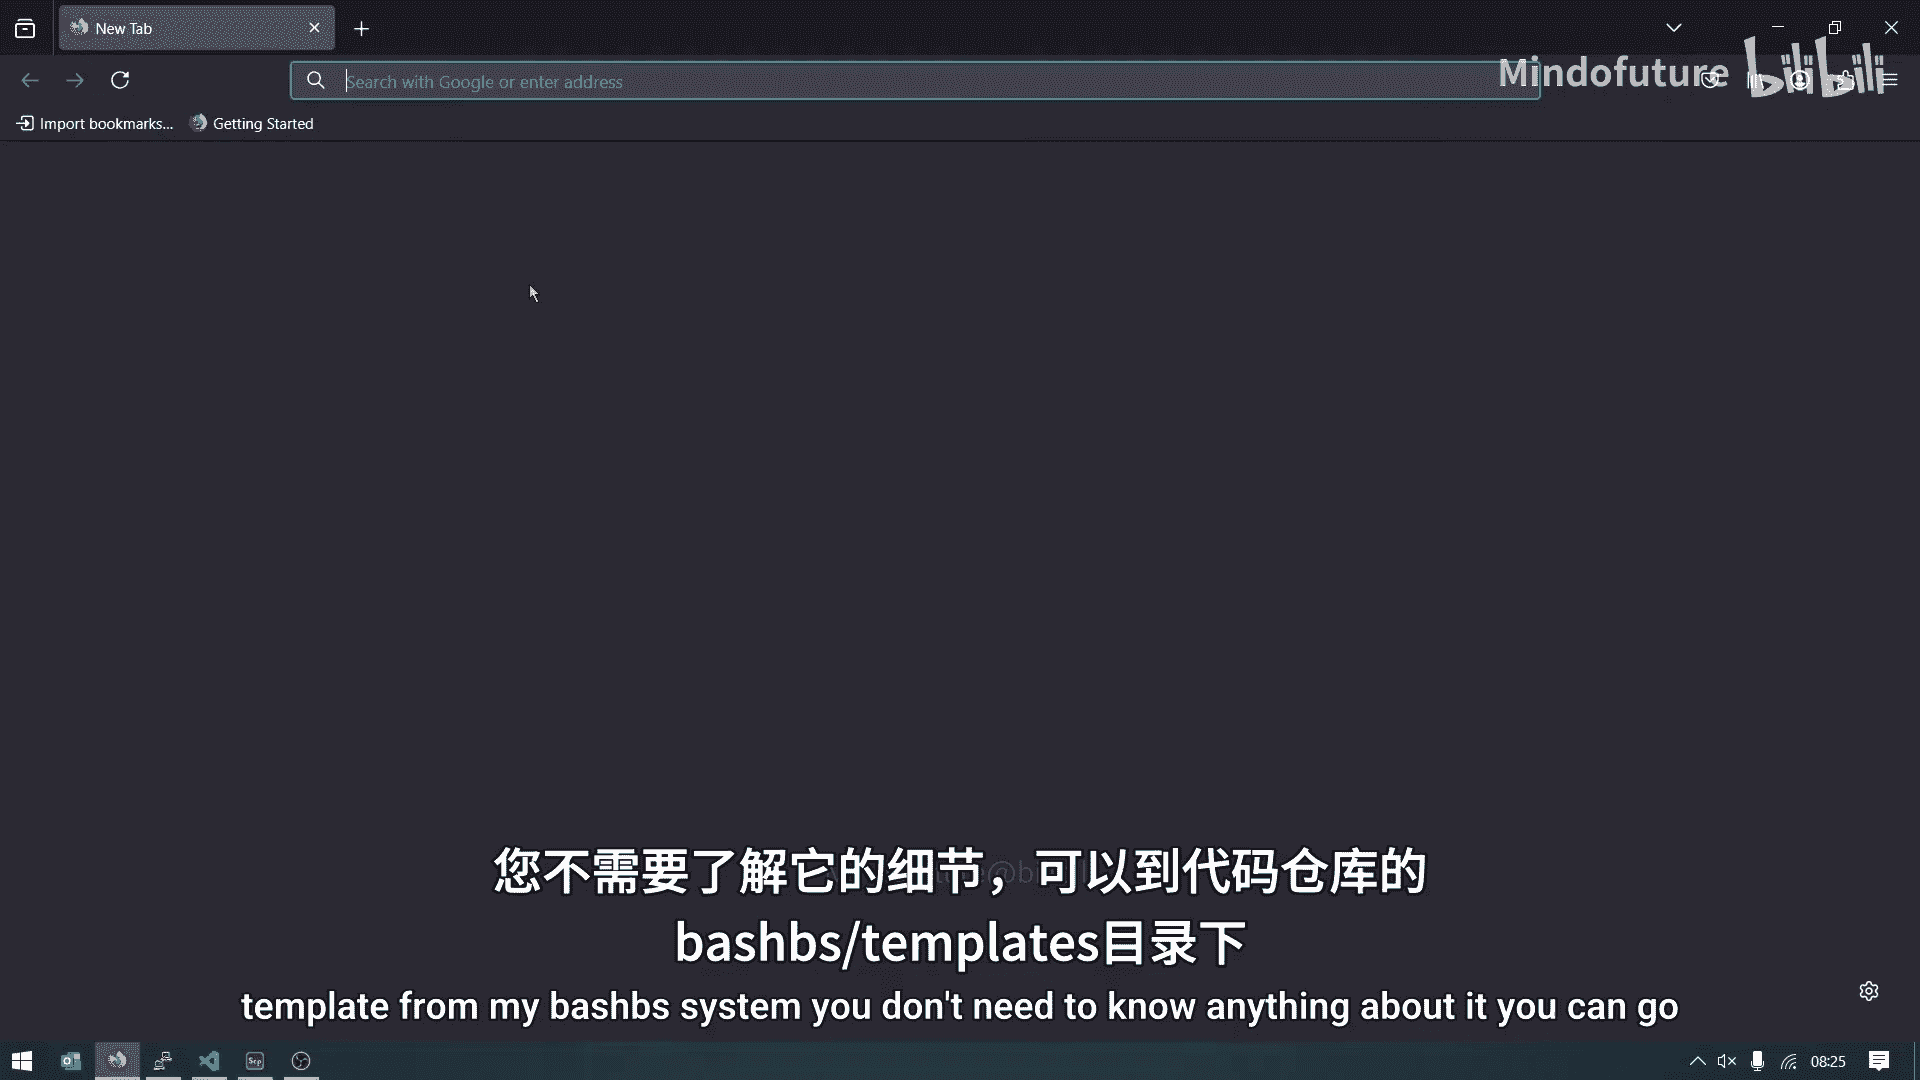 New Tab
Search with Google or enter address
Mindofuture bilibili
Import bookmarks...
Getting Started
您不需要了解它的细节，可以到代码仓库的
bashbs/templates目录下
template from my bashbs system you don't need to know anything about it you can go
08:25